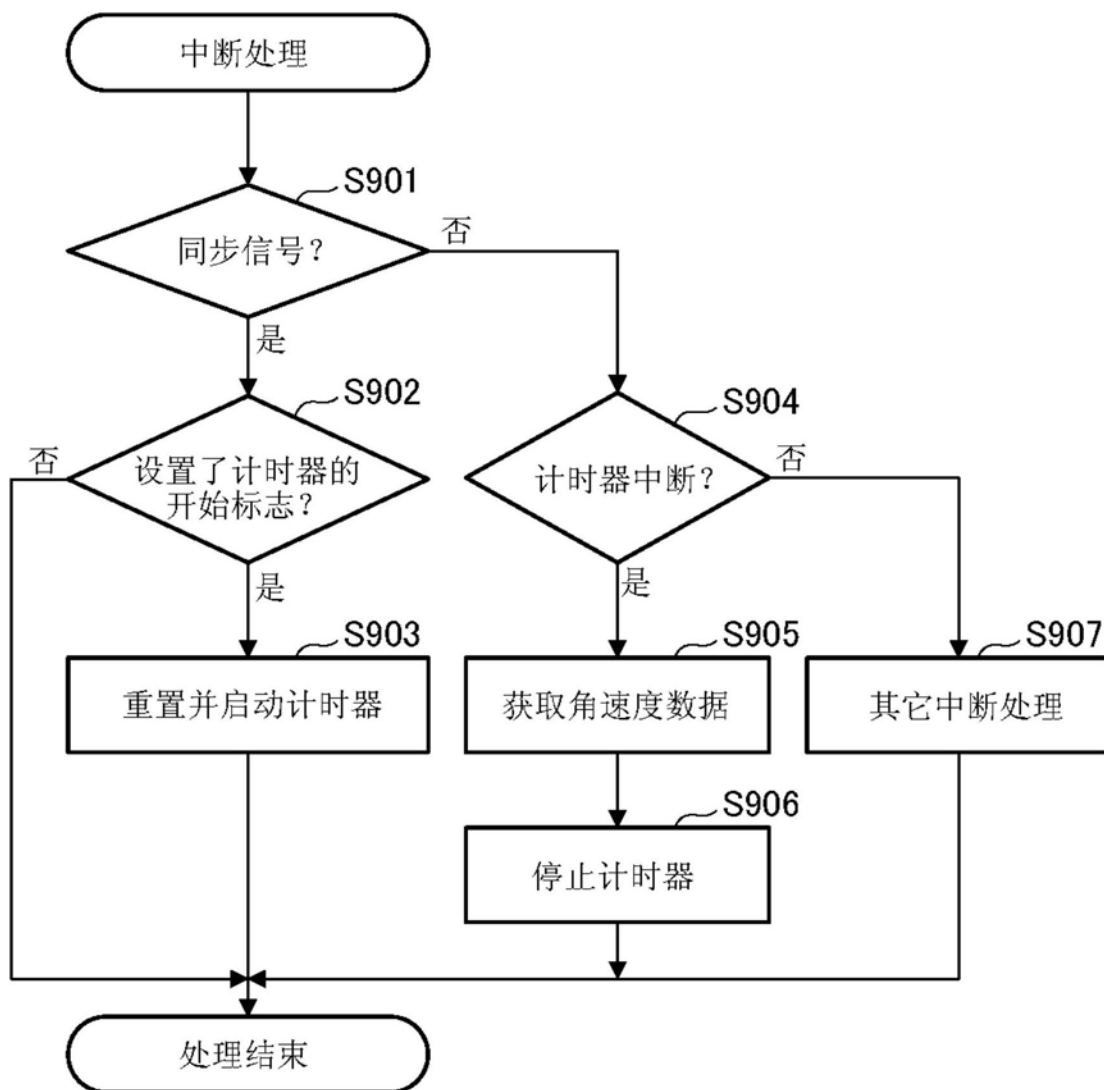 中断处理
S901
同步信号?
否
是
S902
S904
否
设置了计时器的
开始标志?
计时器中断?
否
是
是
S903
S905
S907
重置并启动计时器
获取角速度数据
其它中断处理
S906
停止计时器
处理结束